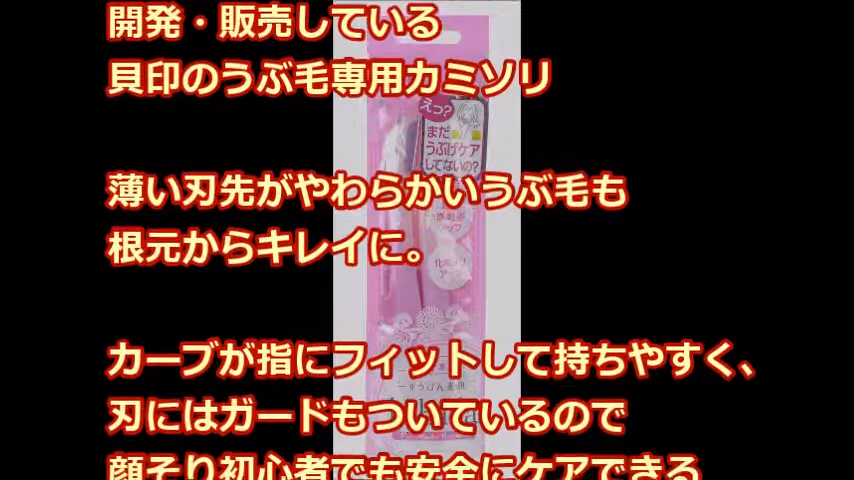 開発・販売している
貝印のうぶ毛専用カミソリ
えっ?
まだ
うぶげケア
してないの?
薄い刃先がやわらかいうぶ毛も
根元からキレイに。
カーブが指にフィットして持ちやすく、
刃にはガードもついているので
顔そり初心者でも安全にケアできる